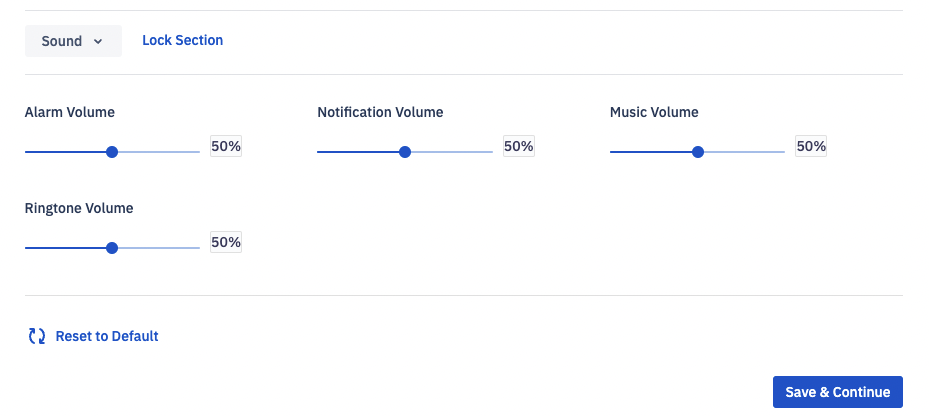 Sound Lock Section
Alarm Volume Notification Volume Music Volume
50% 50% 50%
Ringtone Volume
50%
Reset to Default
Save & Continue